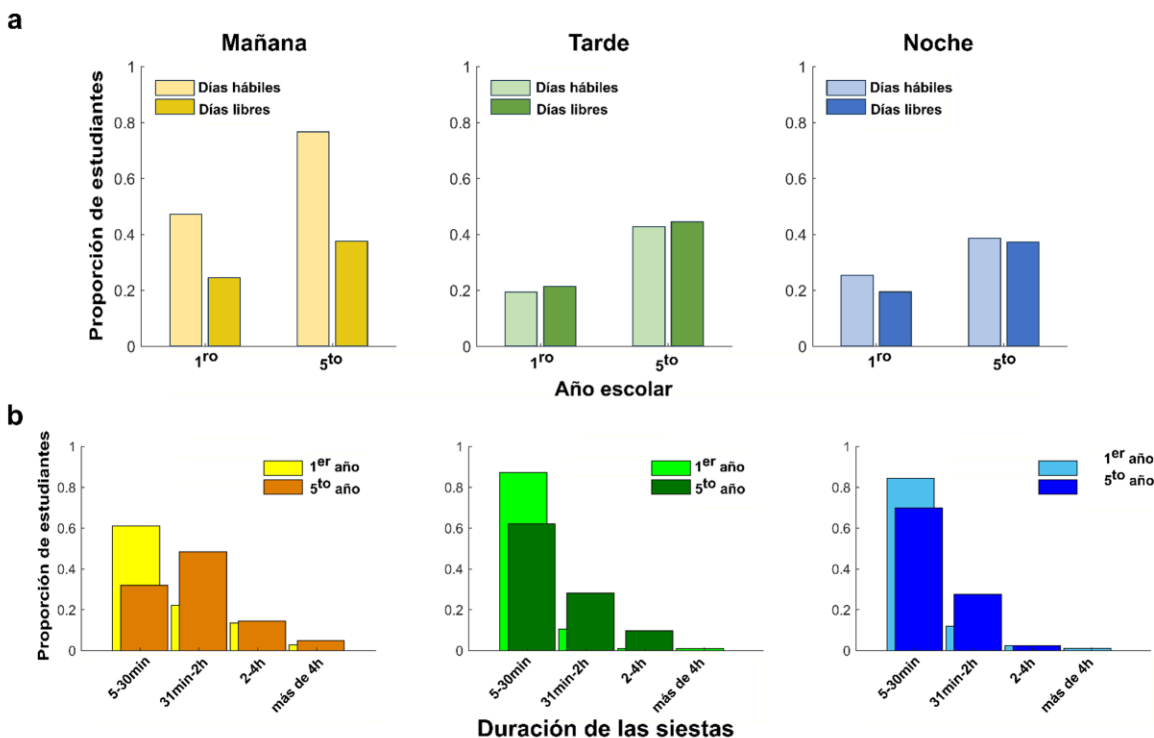 a
Mañana
Tarde
Noche
Proporción de estudiantes
1
0.8
0.6
0.4
0.2
0
Días hábiles
Días libres
1ro
5to
1
0.8
0.6
0.4
0.2
0
Días hábiles
Días libres
1ro
5to
1
0.8
0.6
0.4
0.2
0
Días hábiles
Días libres
1ro
5to
Año escolar
b
Proporción de estudiantes
1
0.8
0.6
0.4
0.2
0
1er año
5to año
5-30min
31min-2h
2-4h
más de 4h
1
0.8
0.6
0.4
0.2
0
1er año
5to año
5-30min
31min-2h
2-4h
más de 4h
1
0.8
0.6
0.4
0.2
0
1er año
5to año
5-30min
31min-2h
2-4h
más de 4h
Duración de las siestas